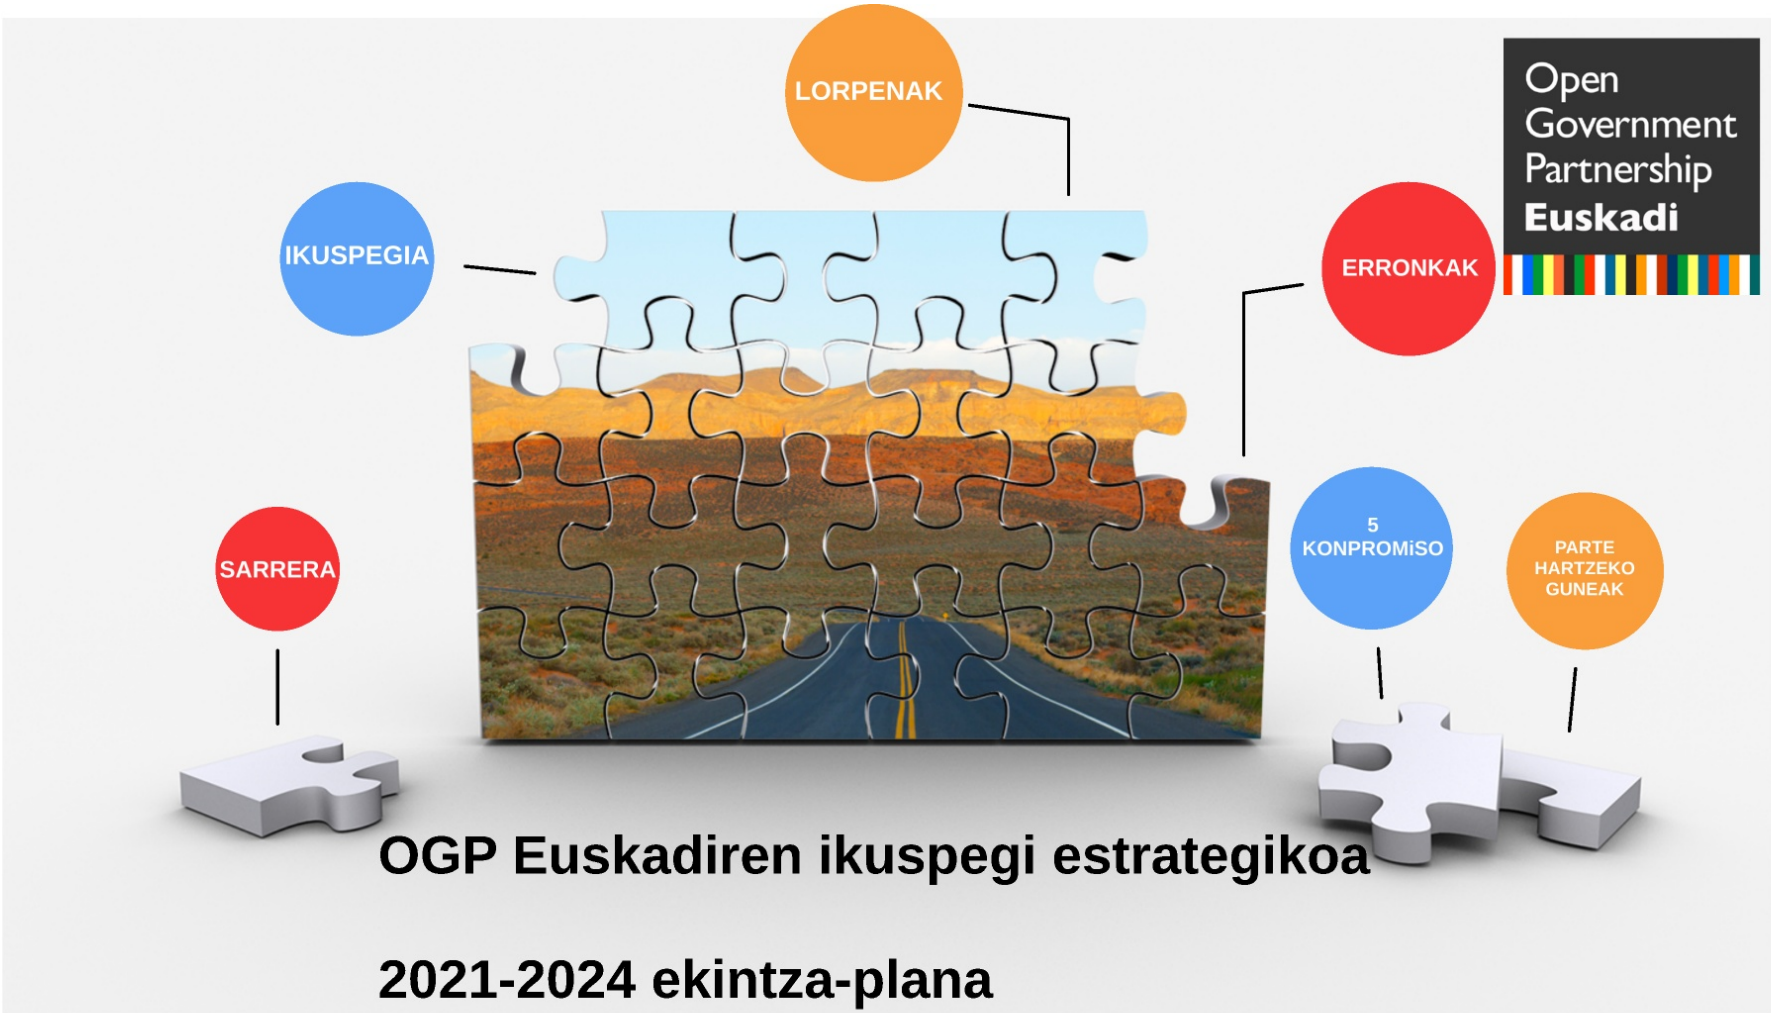 LORPENAK
Open
Government
Partnership
Euskadi
IKUSPEGIA
ERRONKAK
SARRERA
5
KONPROMiSO
PARTE
HARTZEKO
GUNEAK
OGP Euskadiren ikuspegi estrategikoa
2021-2024 ekintza-plana